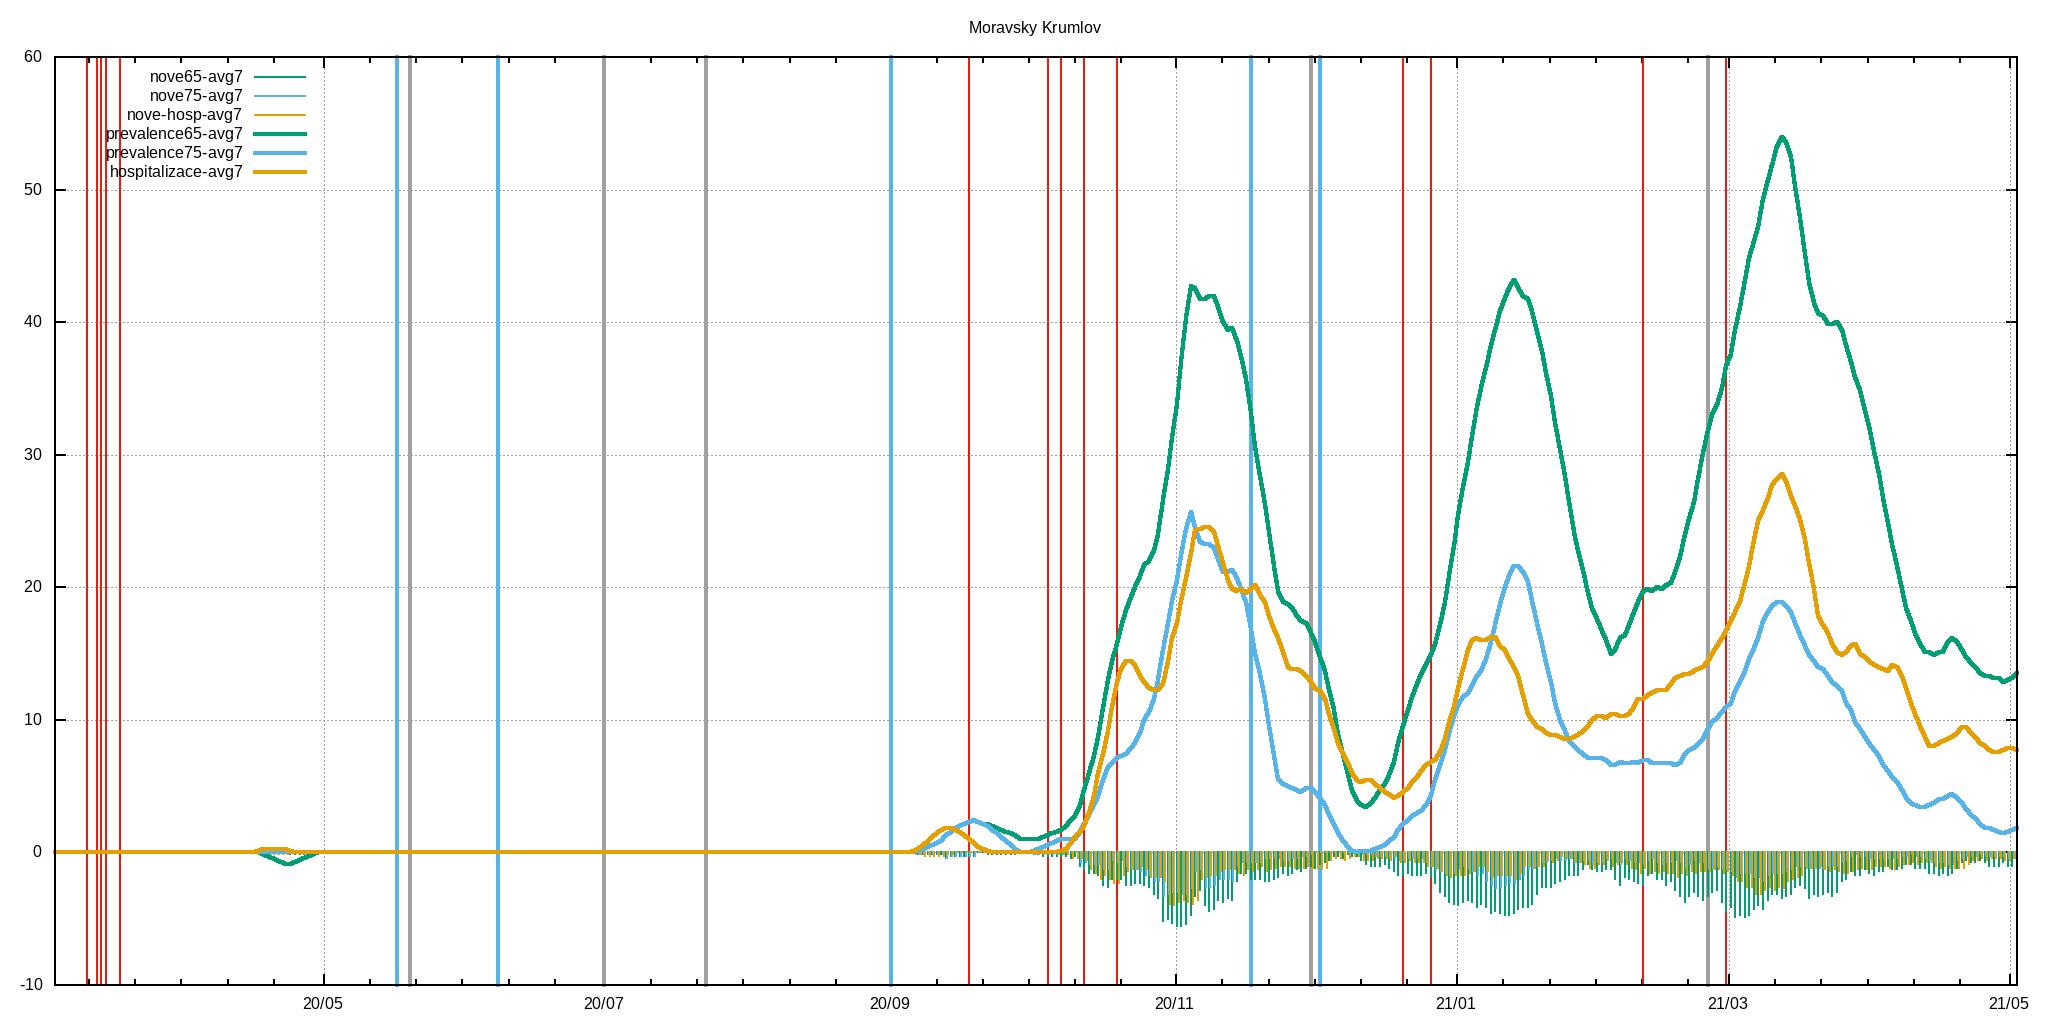 Moravsky Krumlov
60
nove65-avg7
nove75-avg7
nove-hosp-avg7
prevalence65-avg7
prevalence75-avg7
hospitalizace-avg7
50
40
30
20
10
0
-10
20/05 20/07 20/09 20/11 21/01 21/03 21/05